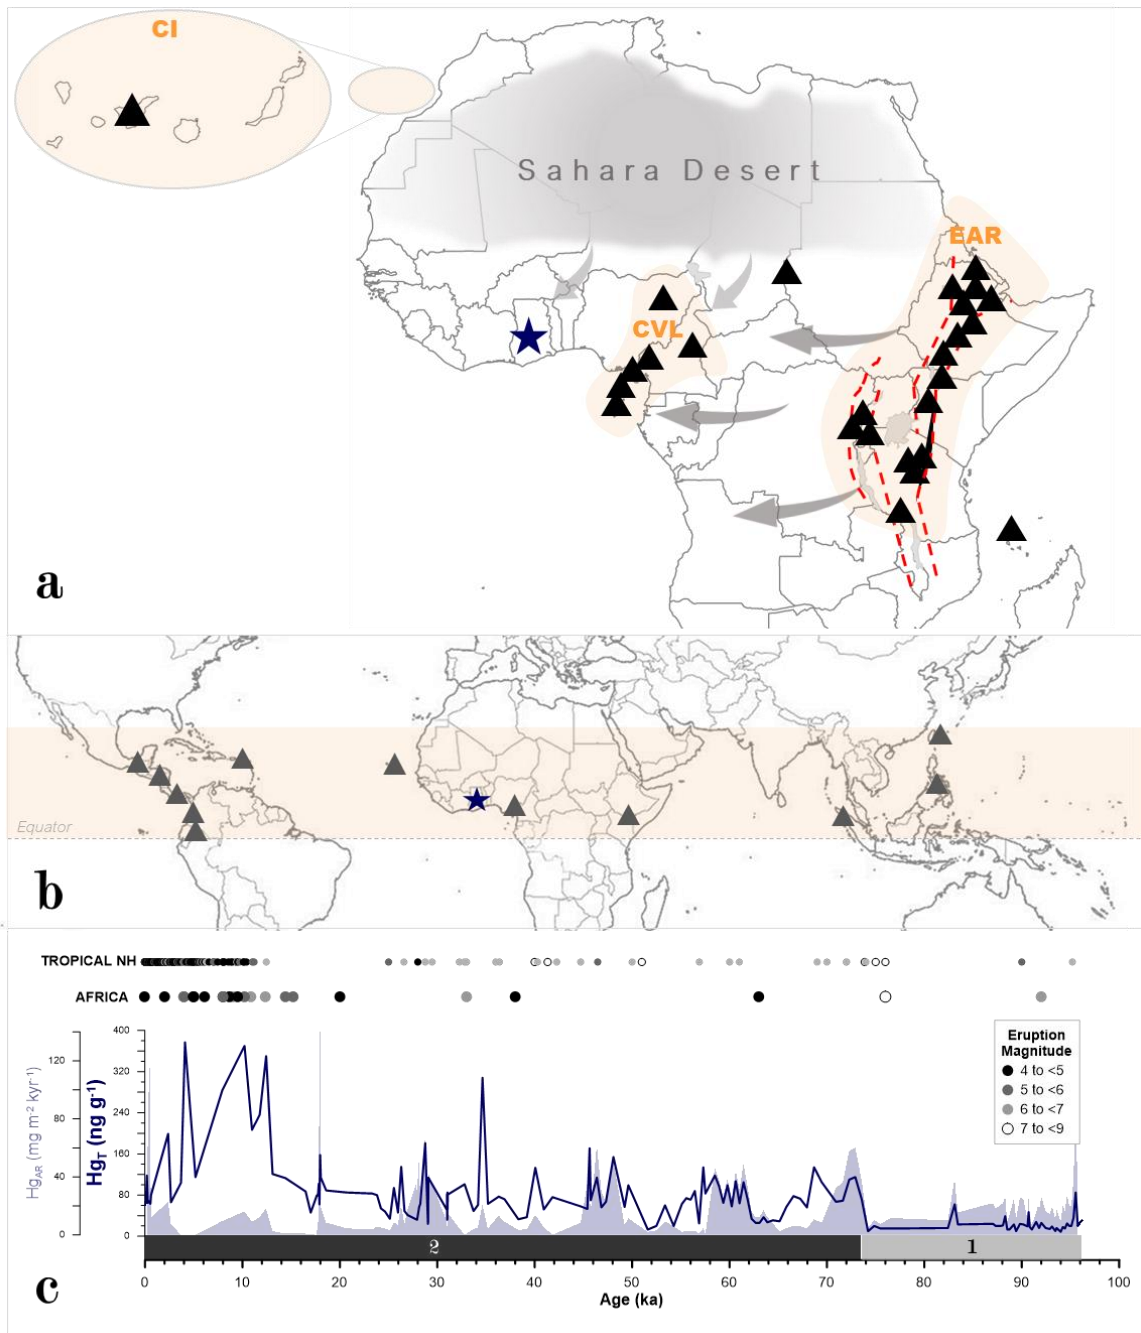 CI
Sahara Desert
EAR
CVL
a
Equator
b
TROPICAL NH
AFRICA
Hg_AR (mg m⁻² kyr⁻¹)
Hg_T (ng g⁻¹)
120
80
40
0
400
320
240
160
80
0
Eruption
Magnitude
4 to <5
5 to <6
6 to <7
7 to <9
2
1
0 10 20 30 40 50 60 70 80 90 100
Age (ka)
c